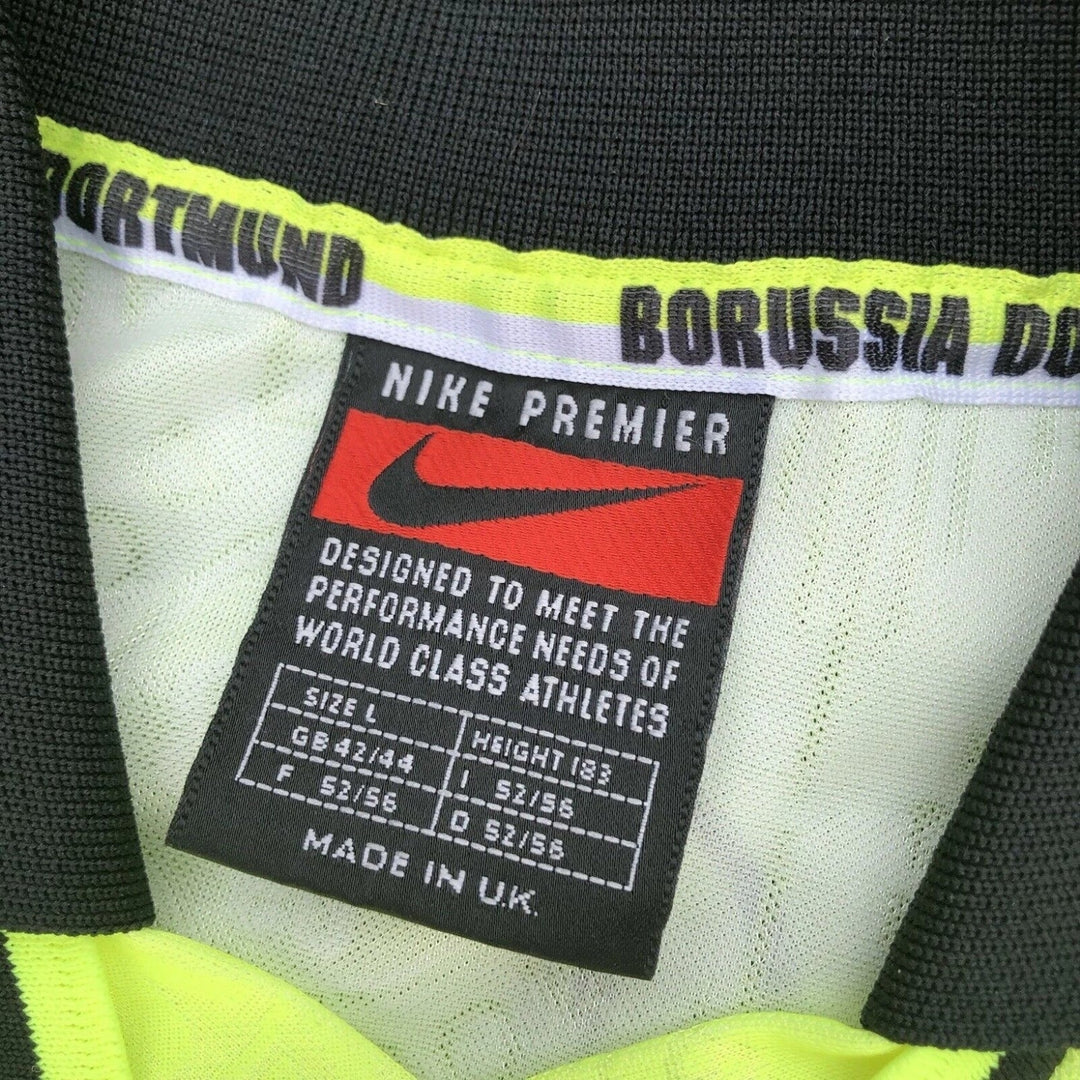 DORTMUND BORUSSIA DO
NIKE PREMIER
DESIGNED TO MEET THE
PERFORMANCE NEEDS OF
WORLD CLASS ATHLETES
SIZE L HEIGHT 183
GB 42/44 I 52/56
F 52/56 D 52/56
MADE IN U.K.